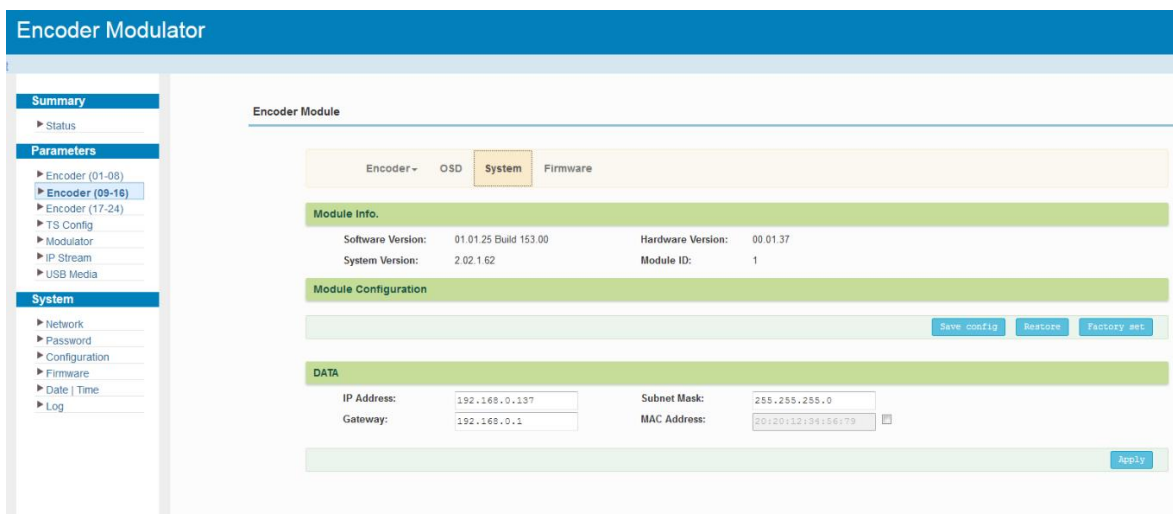 Encoder Modulator
Summary
Status
Parameters
Encoder (01-08)
Encoder (09-16)
Encoder (17-24)
TS Config
Modulator
IP Stream
USB Media
System
Network
Password
Configuration
Firmware
Date | Time
Log
Encoder Module
Encoder OSD System Firmware
Module Info.
Software Version: 01.01.25 Build 153.00 Hardware Version: 00.01.37
System Version: 2.02.1.62 Module ID: 1
Module Configuration
Save config Restore Factory set
DATA
IP Address: 192.168.0.137 Subnet Mask: 255.255.255.0
Gateway: 192.168.0.1 MAC Address: 20:20:12:34:56:79
Apply